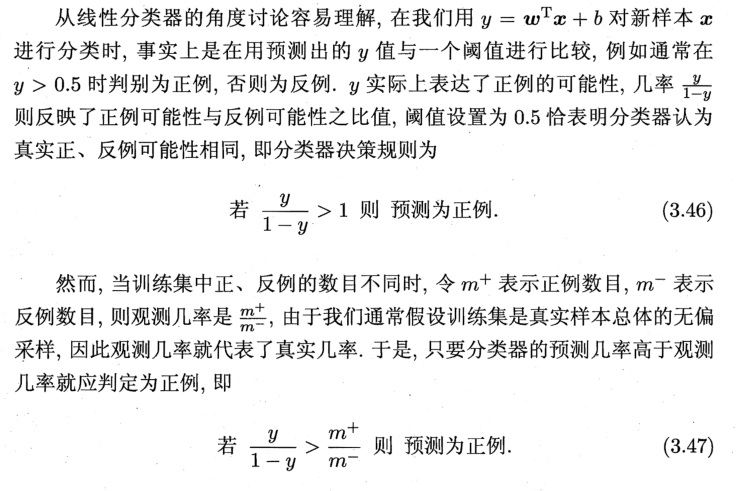 从线性分类器的角度讨论容易理解, 在我们用 y = wᵀx + b 对新样本 x
进行分类时, 事实上是在用预测出的 y 值与一个阈值进行比较, 例如通常在
y > 0.5 时判别为正例, 否则为反例. y 实际上表达了正例的可能性, 几率 y/(1−y)
则反映了正例可能性与反例可能性之比值, 阈值设置为 0.5 恰表明分类器认为
真实正、反例可能性相同, 即分类器决策规则为
若 y/(1−y) > 1 则 预测为正例. (3.46)
然而, 当训练集中正、反例的数目不同时, 令 m⁺ 表示正例数目, m⁻ 表示
反例数目, 则观测几率是 m⁺/m⁻, 由于我们通常假设训练集是真实样本总体的无偏
采样, 因此观测几率就代表了真实几率. 于是, 只要分类器的预测几率高于观测
几率就应判定为正例, 即
若 y/(1−y) > m⁺/m⁻ 则 预测为正例. (3.47)